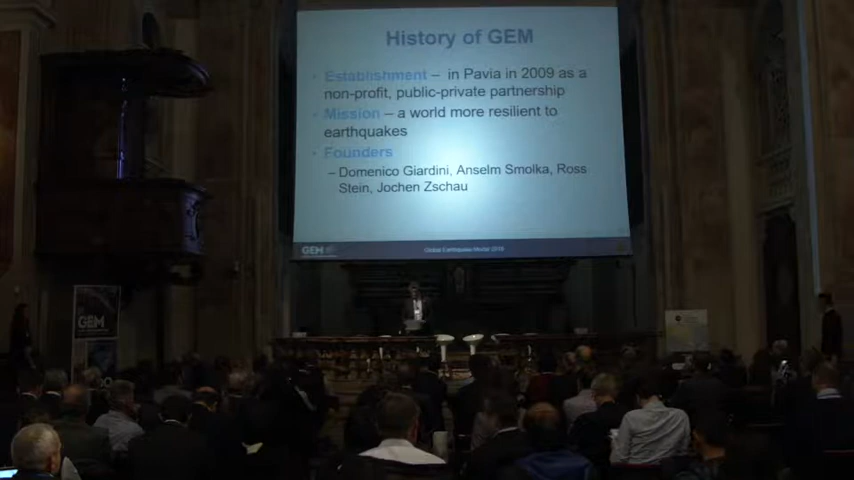 History of GEM
Establishment – in Pavia in 2009 as a
non-profit, public-private partnership
Mission – a world more resilient to
earthquakes
Founders
– Domenico Giardini, Anselm Smolka, Ross
Stein, Jochen Zschau
GEM
Global Earthquake Model 2018
GEM